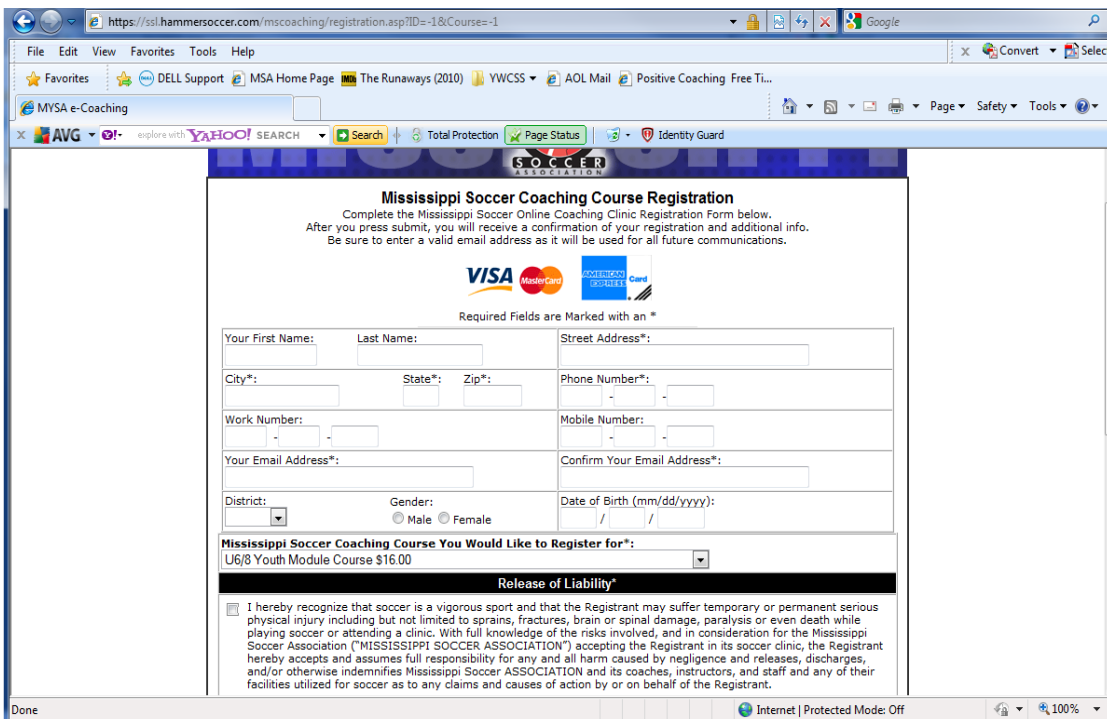 https://ssl.hammersoccer.com/mscoaching/registration.asp?ID=-1&Course=-1
Google
File Edit View Favorites Tools Help
x Convert Selec
Favorites DELL Support MSA Home Page The Runaways (2010) YWCSS AOL Mail Positive Coaching Free Ti...
MYSA e-Coaching
Page Safety Tools
X AVG explore with YAHOO! SEARCH Search Total Protection Page Status Identity Guard
SOCCER
ASSOCIATION
Mississippi Soccer Coaching Course Registration
Complete the Mississippi Soccer Online Coaching Clinic Registration Form below.
After you press submit, you will receive a confirmation of your registration and additional info.
Be sure to enter a valid email address as it will be used for all future communications.
VISA MasterCard AMERICAN EXPRESS Card
Required Fields are Marked with an *
Your First Name: Last Name: Street Address*:
City*: State*: Zip*: Phone Number*:
- -
Work Number: Mobile Number:
- - - -
Your Email Address*: Confirm Your Email Address*:
District: Gender: Date of Birth (mm/dd/yyyy):
Male Female / /
Mississippi Soccer Coaching Course You Would Like to Register for*:
U6/8 Youth Module Course $16.00
Release of Liability*
I hereby recognize that soccer is a vigorous sport and that the Registrant may suffer temporary or permanent serious
physical injury including but not limited to sprains, fractures, brain or spinal damage, paralysis or even death while
playing soccer or attending a clinic. With full knowledge of the risks involved, and in consideration for the Mississippi
Soccer Association ("MISSISSIPPI SOCCER ASSOCIATION") accepting the Registrant in its soccer clinic, the Registrant
hereby accepts and assumes full responsibility for any and all harm caused by negligence and releases, discharges,
and/or otherwise indemnifies Mississippi Soccer ASSOCIATION and its coaches, instructors, and staff and any of their
facilities utilized for soccer as to any claims and causes of action by or on behalf of the Registrant.
Done Internet | Protected Mode: Off 100%